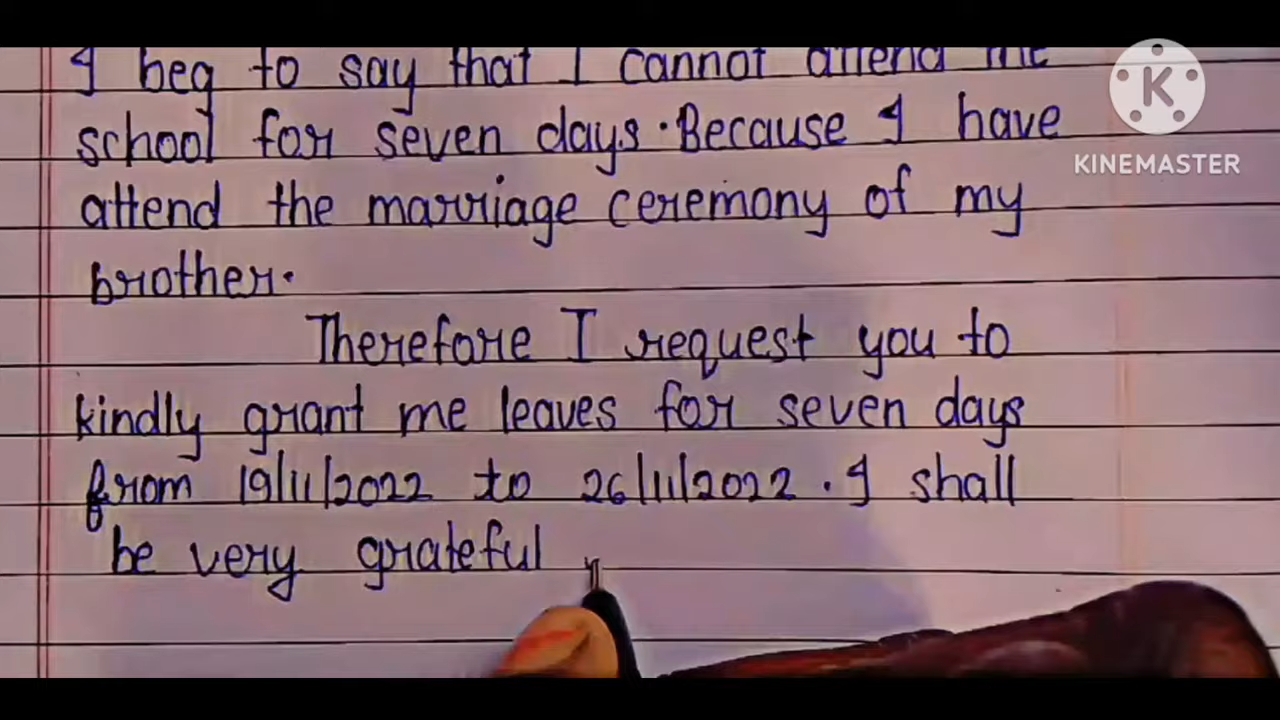 I beg to say that I cannot attend the
school for seven days. Because I have
attend the marriage ceremony of my
brother.
Therefore I request you to
kindly grant me leaves for seven days
from 19/11/2022 to 26/11/2022. I shall
be very grateful
K
KINEMASTER